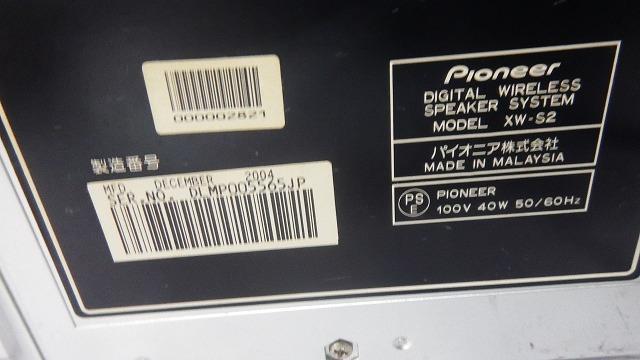 000002821
製造番号
MFD. DECEMBER 2004
SER.NO. DLMP005565JP
Pioneer
DIGITAL WIRELESS
SPEAKER SYSTEM
MODEL XW-S2
パイオニア株式会社
MADE IN MALAYSIA
PS
E
PIONEER
100V 40W 50/60Hz